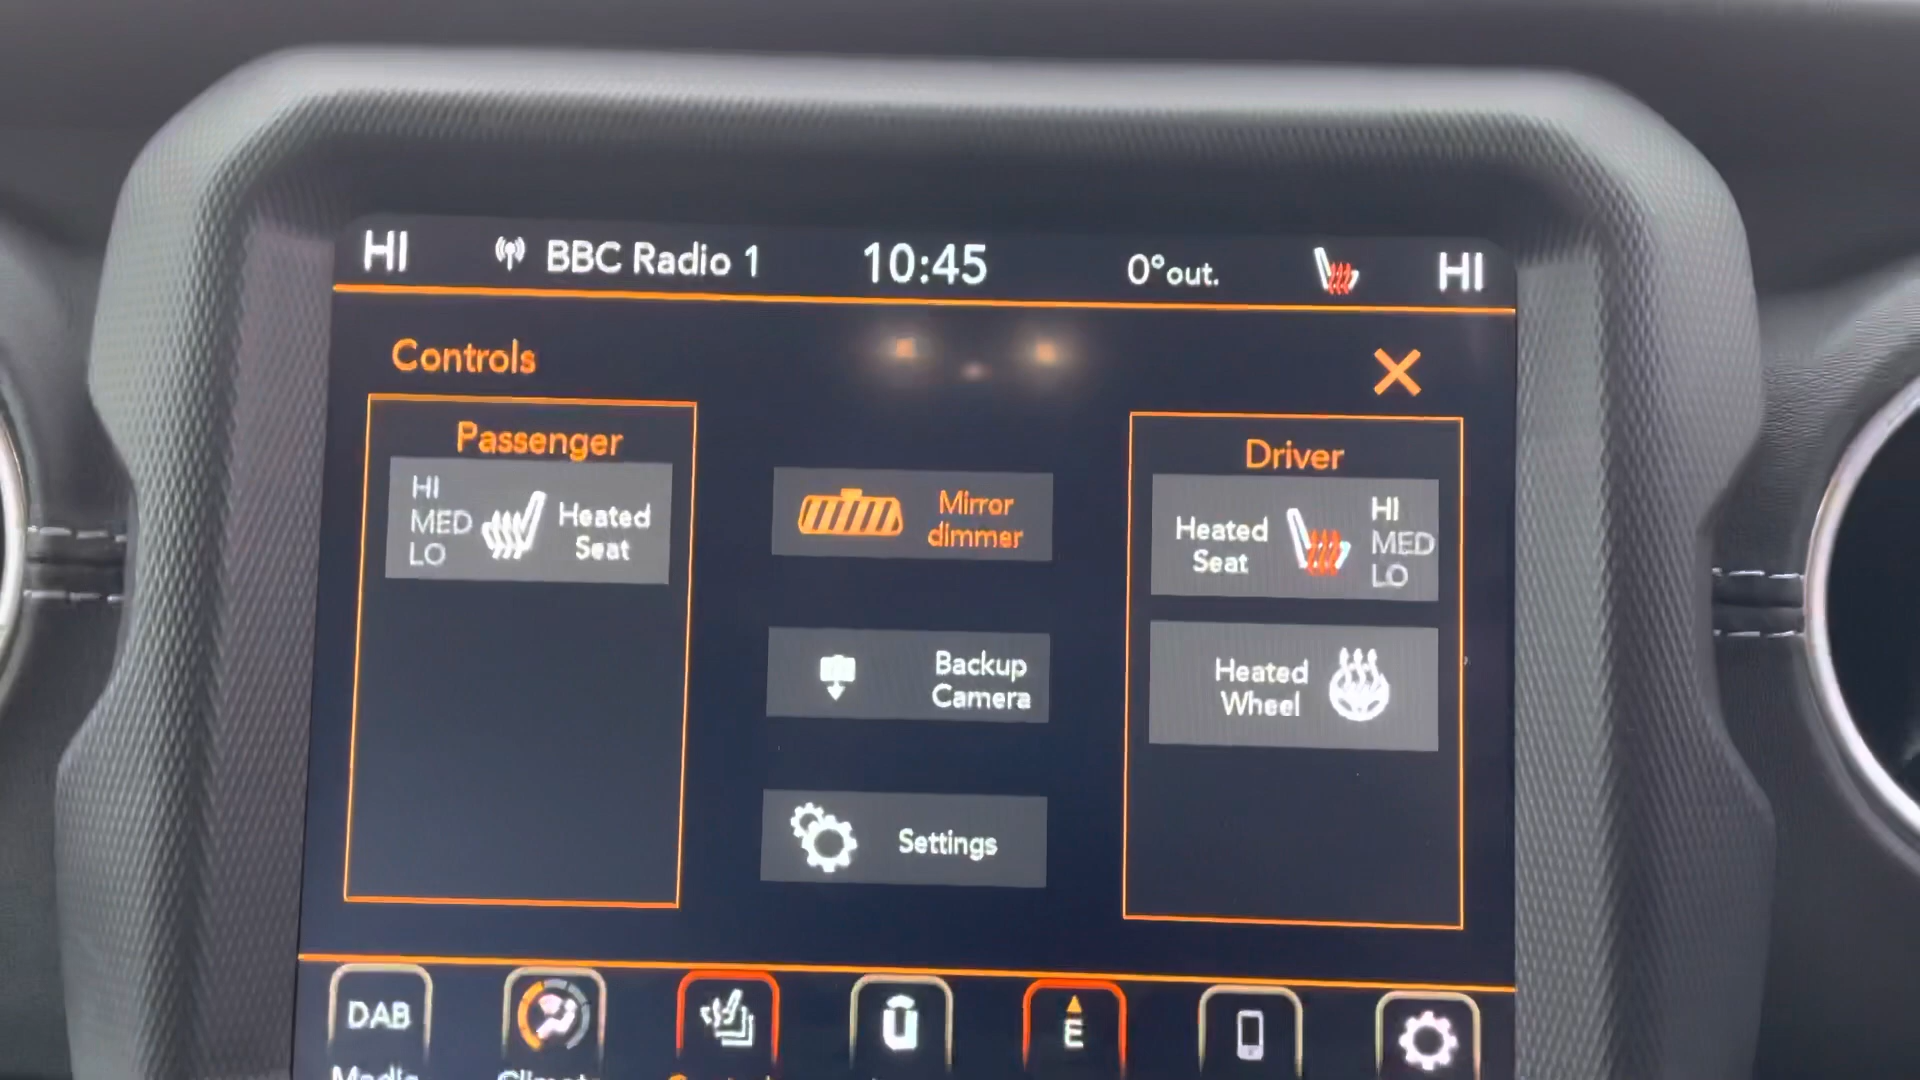 HI BBC Radio 1 10:45 0°out. HI
Controls
Passenger
HI
MED
LO
Heated
Seat
Mirror
dimmer
Backup
Camera
Settings
Driver
Heated
Seat
HI
MED
LO
Heated
Wheel
DAB
E
Media Climate